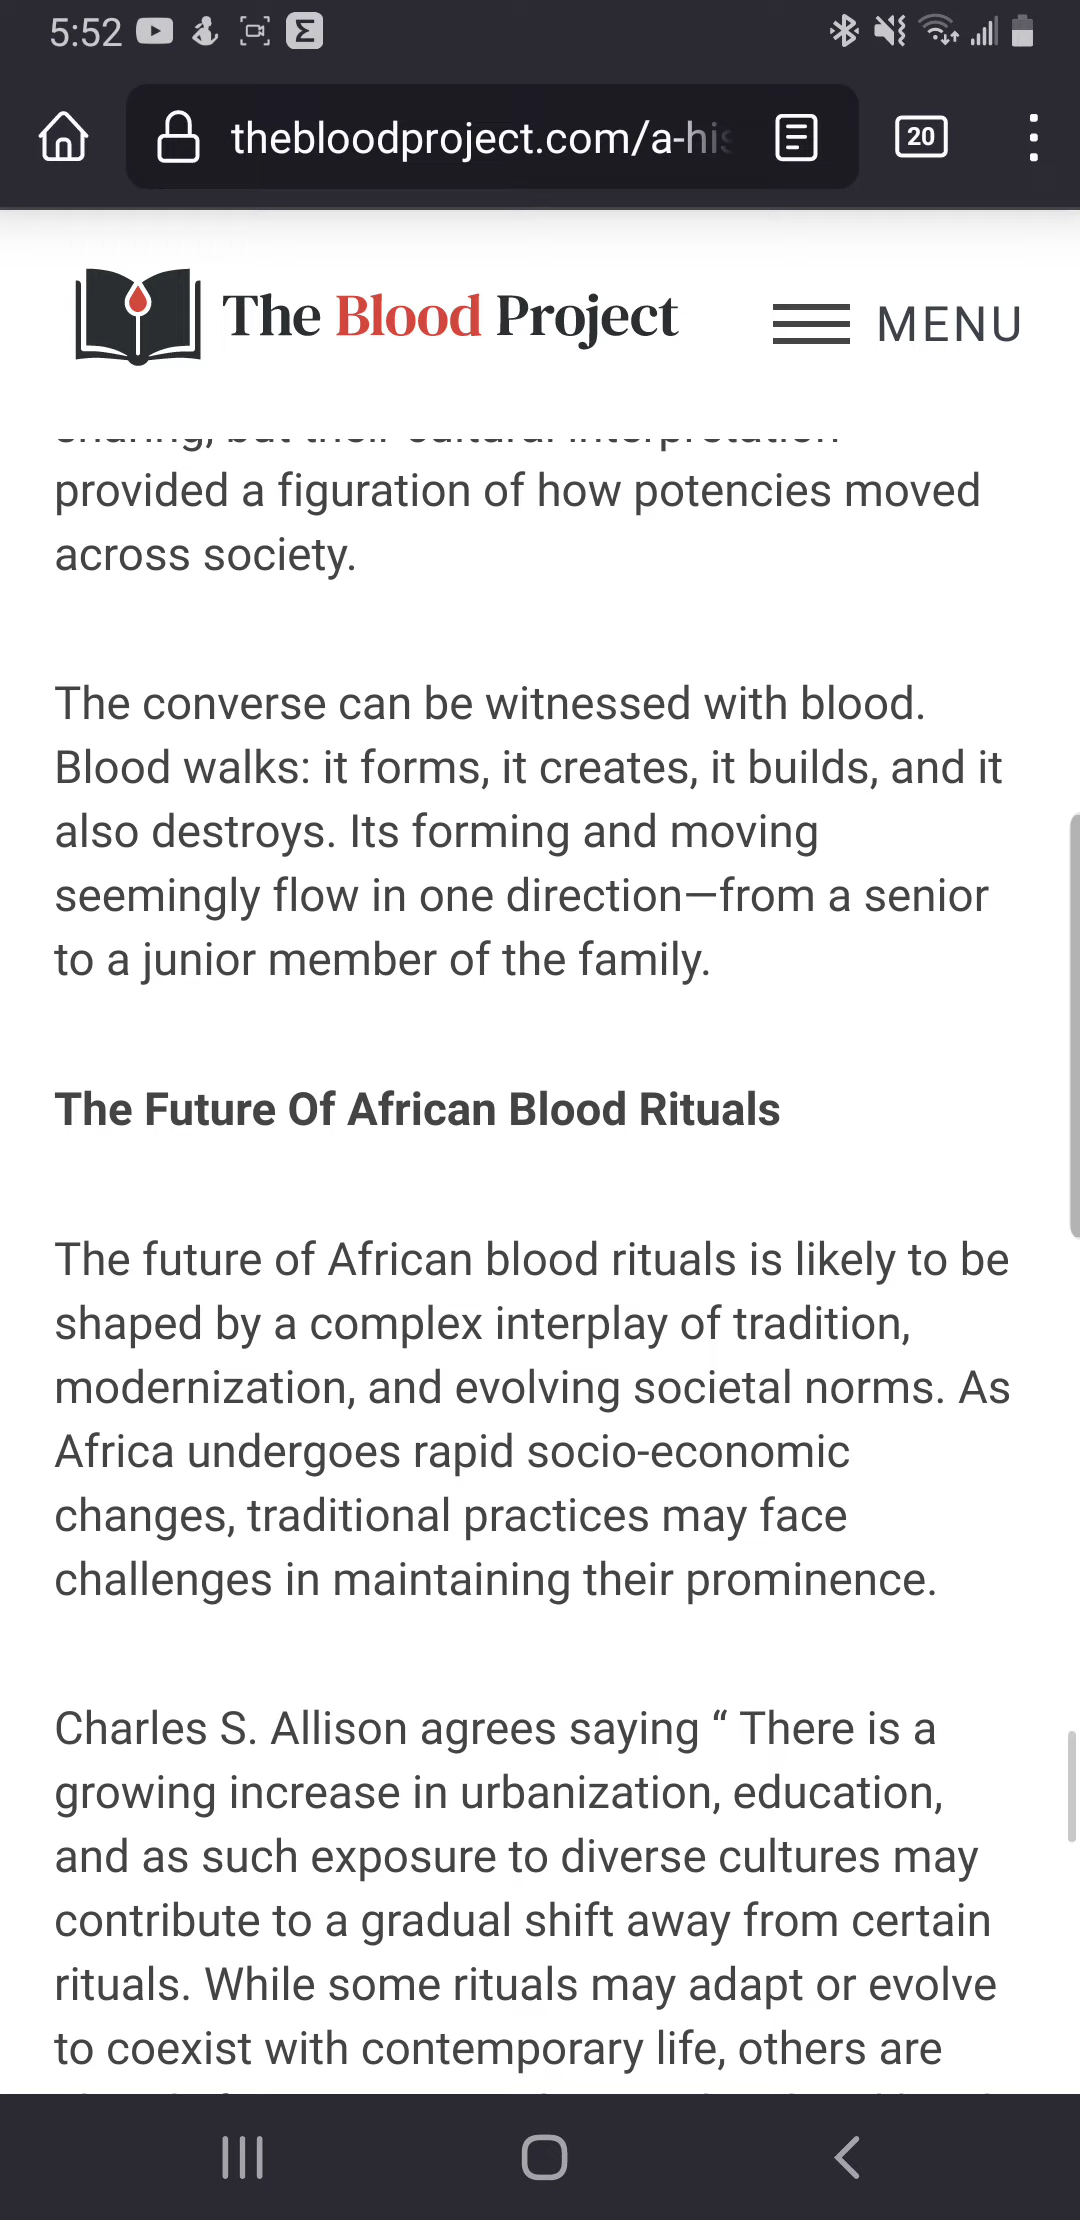 5:52
thebloodproject.com/a-his
20
The Blood Project
MENU
provided a figuration of how potencies moved
across society.
The converse can be witnessed with blood.
Blood walks: it forms, it creates, it builds, and it
also destroys. Its forming and moving
seemingly flow in one direction—from a senior
to a junior member of the family.
The Future Of African Blood Rituals
The future of African blood rituals is likely to be
shaped by a complex interplay of tradition,
modernization, and evolving societal norms. As
Africa undergoes rapid socio-economic
changes, traditional practices may face
challenges in maintaining their prominence.
Charles S. Allison agrees saying “ There is a
growing increase in urbanization, education,
and as such exposure to diverse cultures may
contribute to a gradual shift away from certain
rituals. While some rituals may adapt or evolve
to coexist with contemporary life, others are